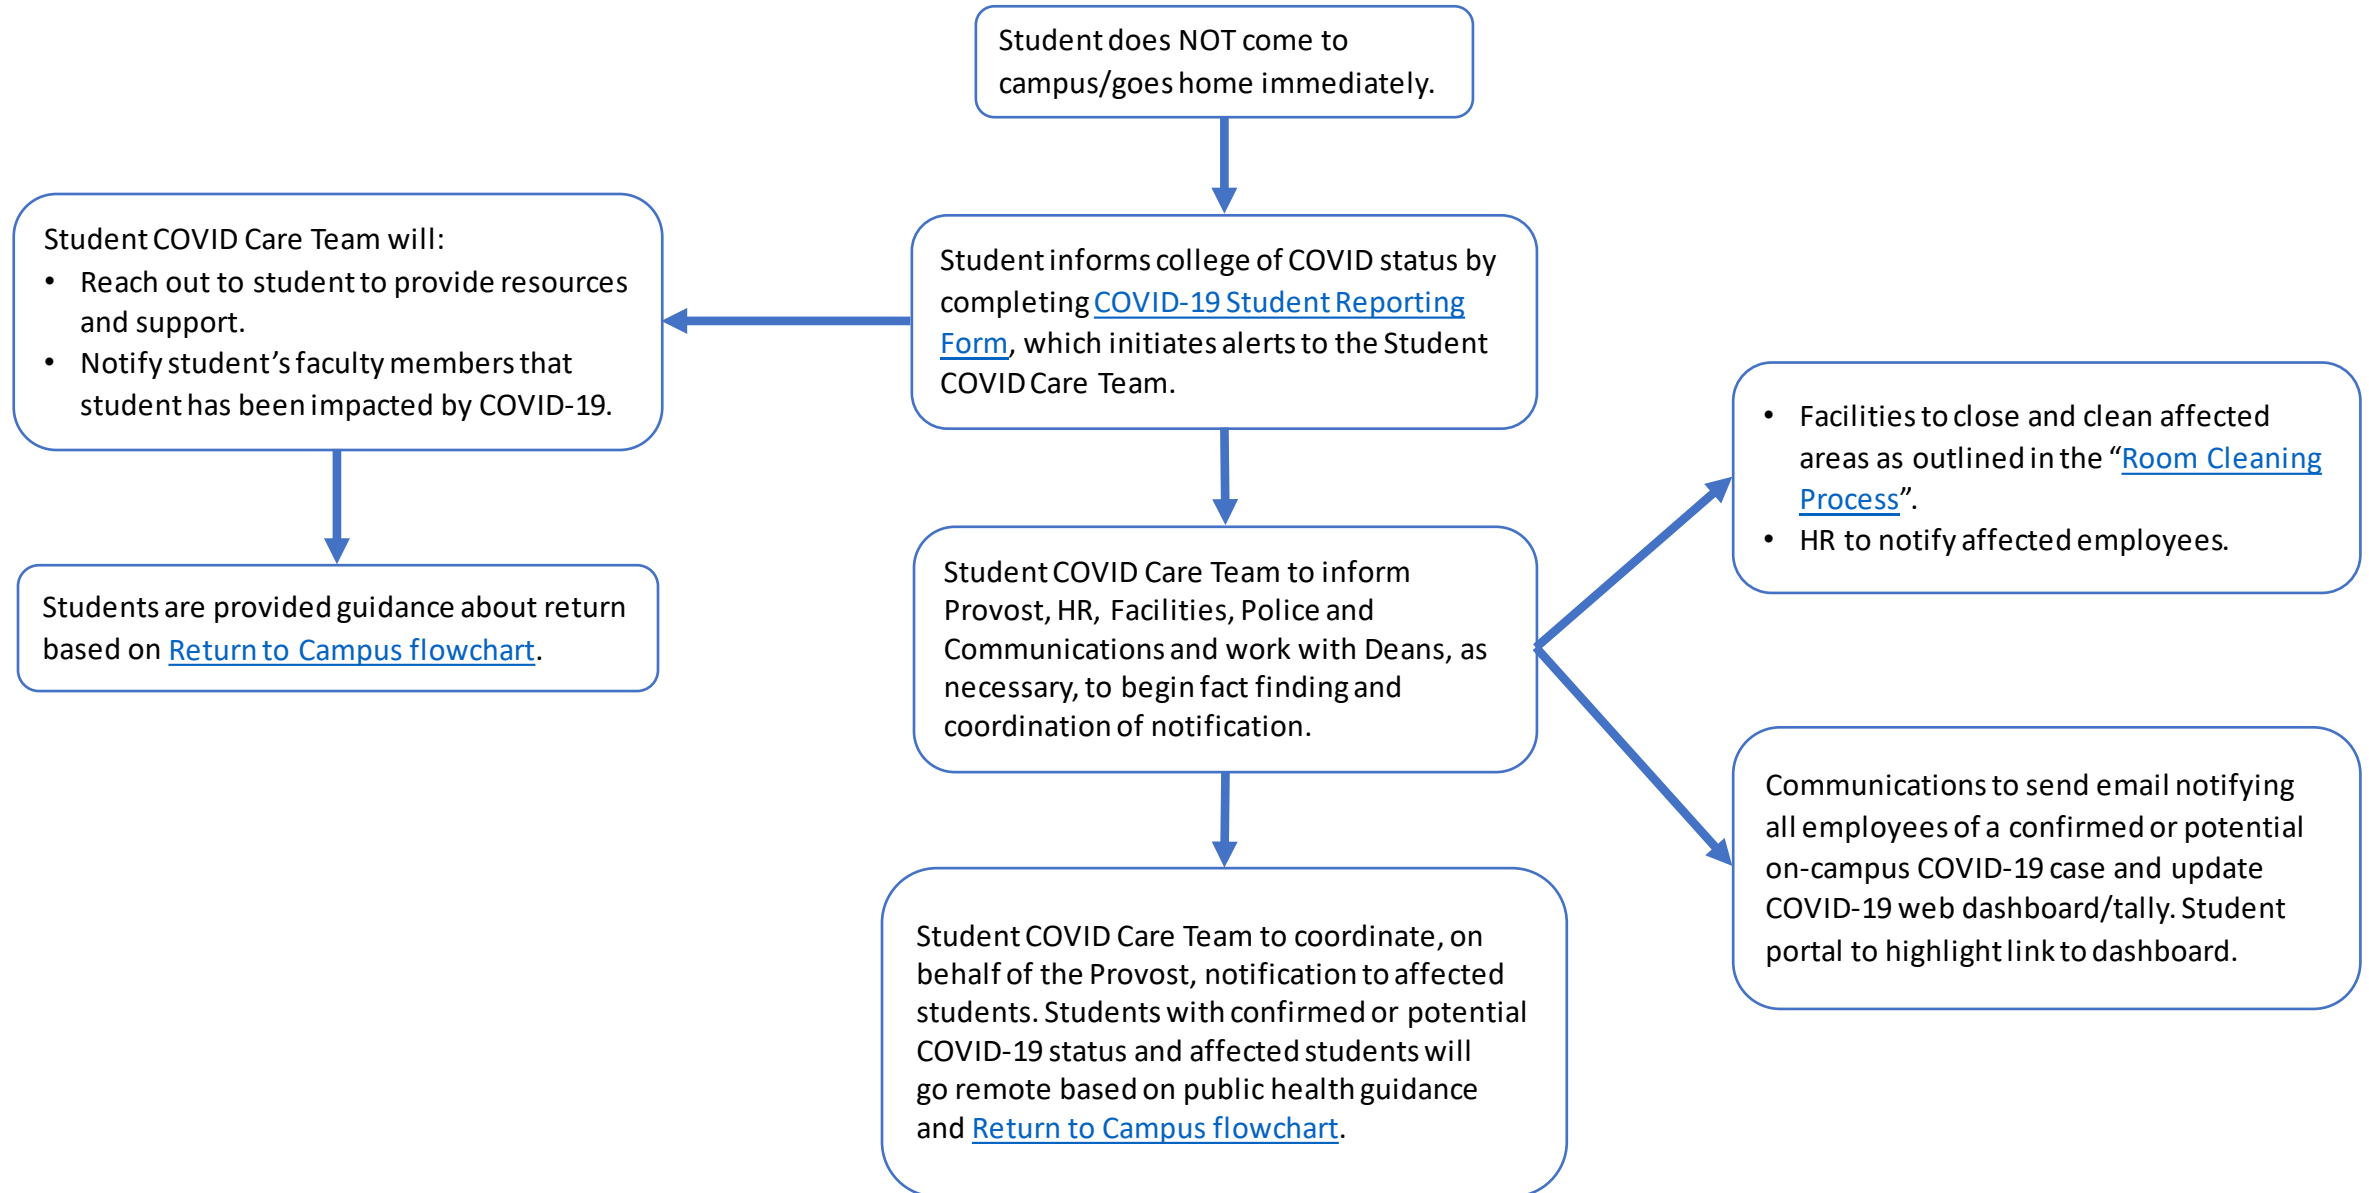 Student does NOT come to
campus/goes home immediately.
Student informs college of COVID status by
completing COVID-19 Student Reporting
Form, which initiates alerts to the Student
COVID Care Team.
Student COVID Care Team will:
• Reach out to student to provide resources
and support.
• Notify student’s faculty members that
student has been impacted by COVID-19.
Students are provided guidance about return
based on Return to Campus flowchart.
Student COVID Care Team to inform
Provost, HR, Facilities, Police and
Communications and work with Deans, as
necessary, to begin fact finding and
coordination of notification.
• Facilities to close and clean affected
areas as outlined in the “Room Cleaning
Process”.
• HR to notify affected employees.
Communications to send email notifying
all employees of a confirmed or potential
on-campus COVID-19 case and update
COVID-19 web dashboard/tally. Student
portal to highlight link to dashboard.
Student COVID Care Team to coordinate, on
behalf of the Provost, notification to affected
students. Students with confirmed or potential
COVID-19 status and affected students will
go remote based on public health guidance
and Return to Campus flowchart.